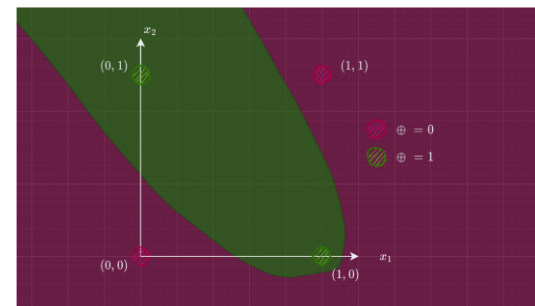 x₂
(0, 1)
(1, 1)
⊕ = 0
⊕ = 1
x₁
(0, 0)
(1, 0)